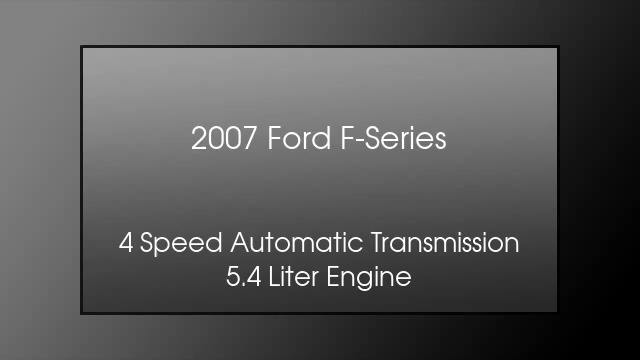 2007 Ford F-Series
4 Speed Automatic Transmission
5.4 Liter Engine